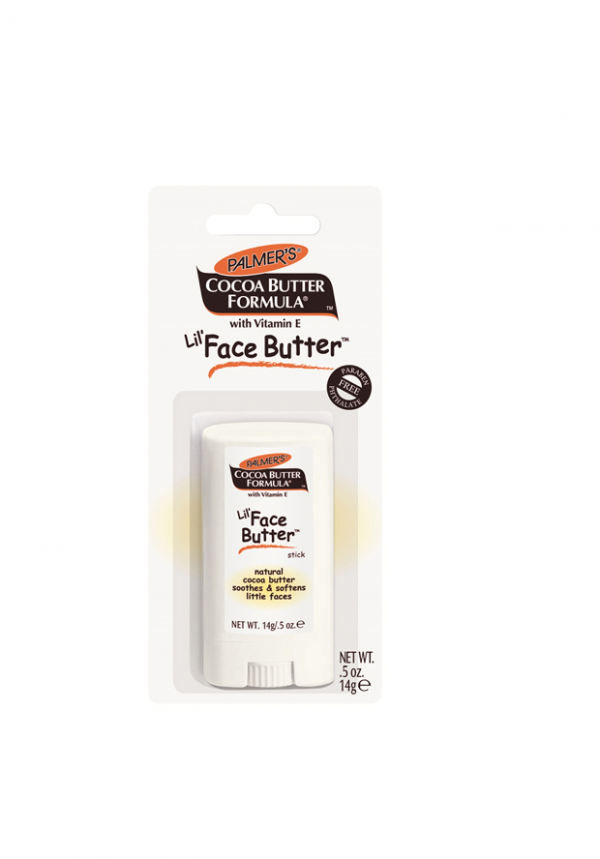 PALMER'S®
COCOA BUTTER
FORMULA®
™
with Vitamin E
Lil' Face Butter™
PARABEN
FREE
PHTHALATE
PALMER'S®
COCOA BUTTER
FORMULA®
with Vitamin E
Lil' Face
Butter™
stick
natural
cocoa butter
soothes & softens
little faces
NET WT. 14g/.5 oz.℮
NET WT.
.5 oz.
14g℮